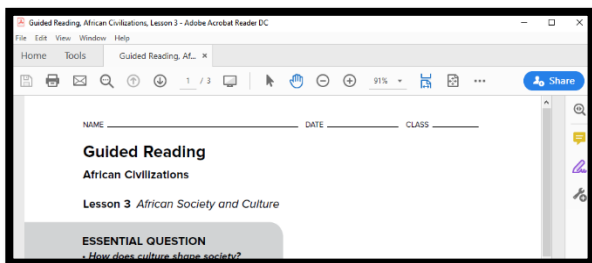 Guided Reading, African Civilizations, Lesson 3 - Adobe Acrobat Reader DC
File Edit View Window Help
Home Tools Guided Reading, Af... ×
1 / 3 91% Share
NAME DATE CLASS
Guided Reading
African Civilizations
Lesson 3 African Society and Culture
ESSENTIAL QUESTION
• How does culture shape society?